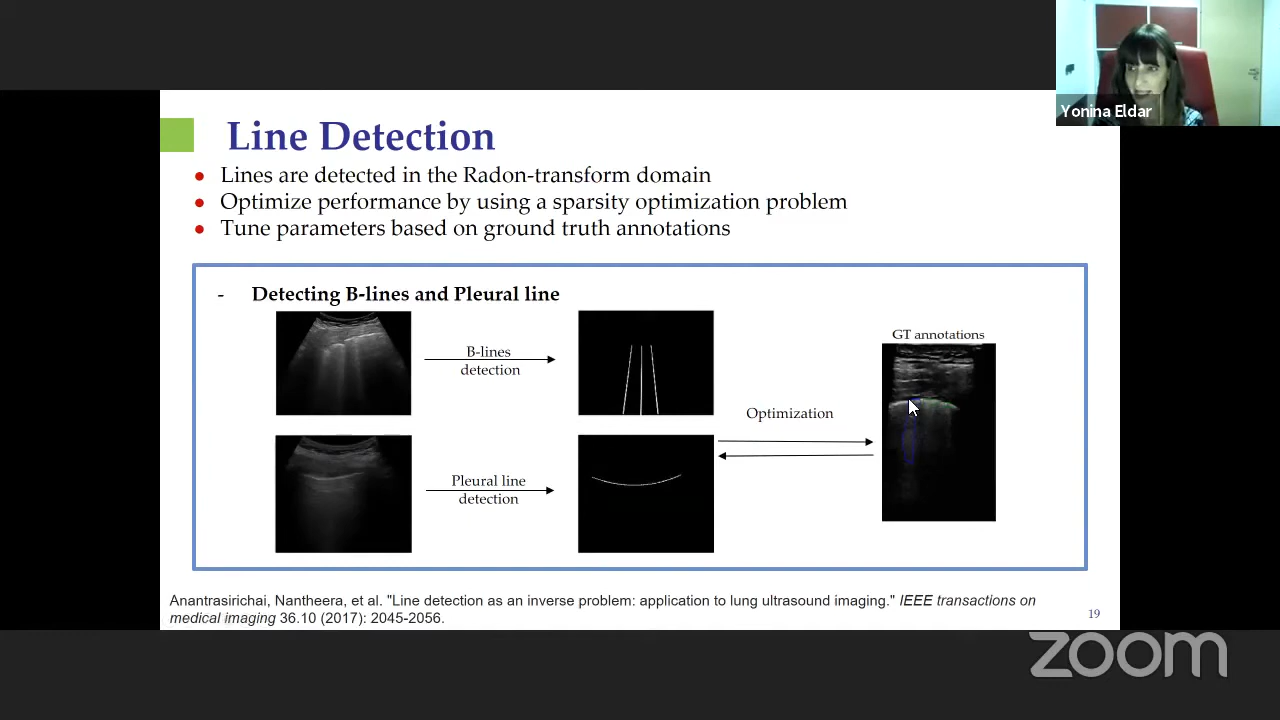 Yonina Eldar
Line Detection
• Lines are detected in the Radon-transform domain
• Optimize performance by using a sparsity optimization problem
• Tune parameters based on ground truth annotations
- Detecting B-lines and Pleural line
B-lines
detection
GT annotations
Optimization
Pleural line
detection
Anantrasirichai, Nantheera, et al. "Line detection as an inverse problem: application to lung ultrasound imaging." IEEE transactions on
medical imaging 36.10 (2017): 2045-2056.
19
zoom